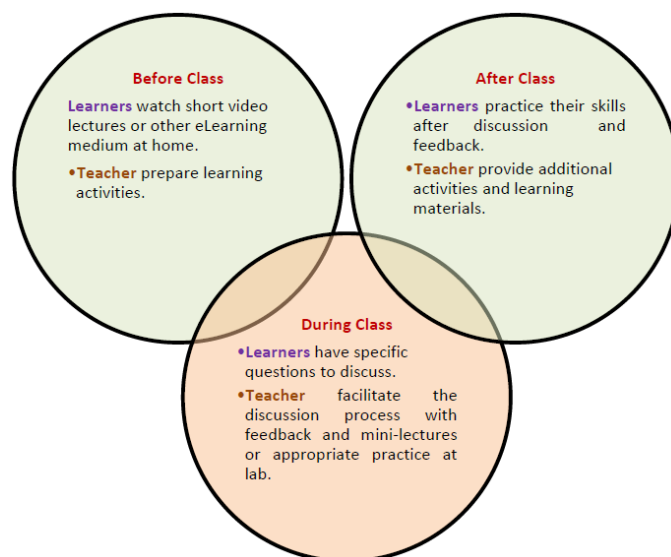 Before Class
Learners watch short video
lectures or other eLearning
medium at home.
•Teacher prepare learning
activities.
After Class
•Learners practice their skills
after discussion and
feedback.
•Teacher provide additional
activities and learning
materials.
During Class
•Learners have specific
questions to discuss.
•Teacher facilitate the
discussion process with
feedback and mini-lectures
or appropriate practice at
lab.